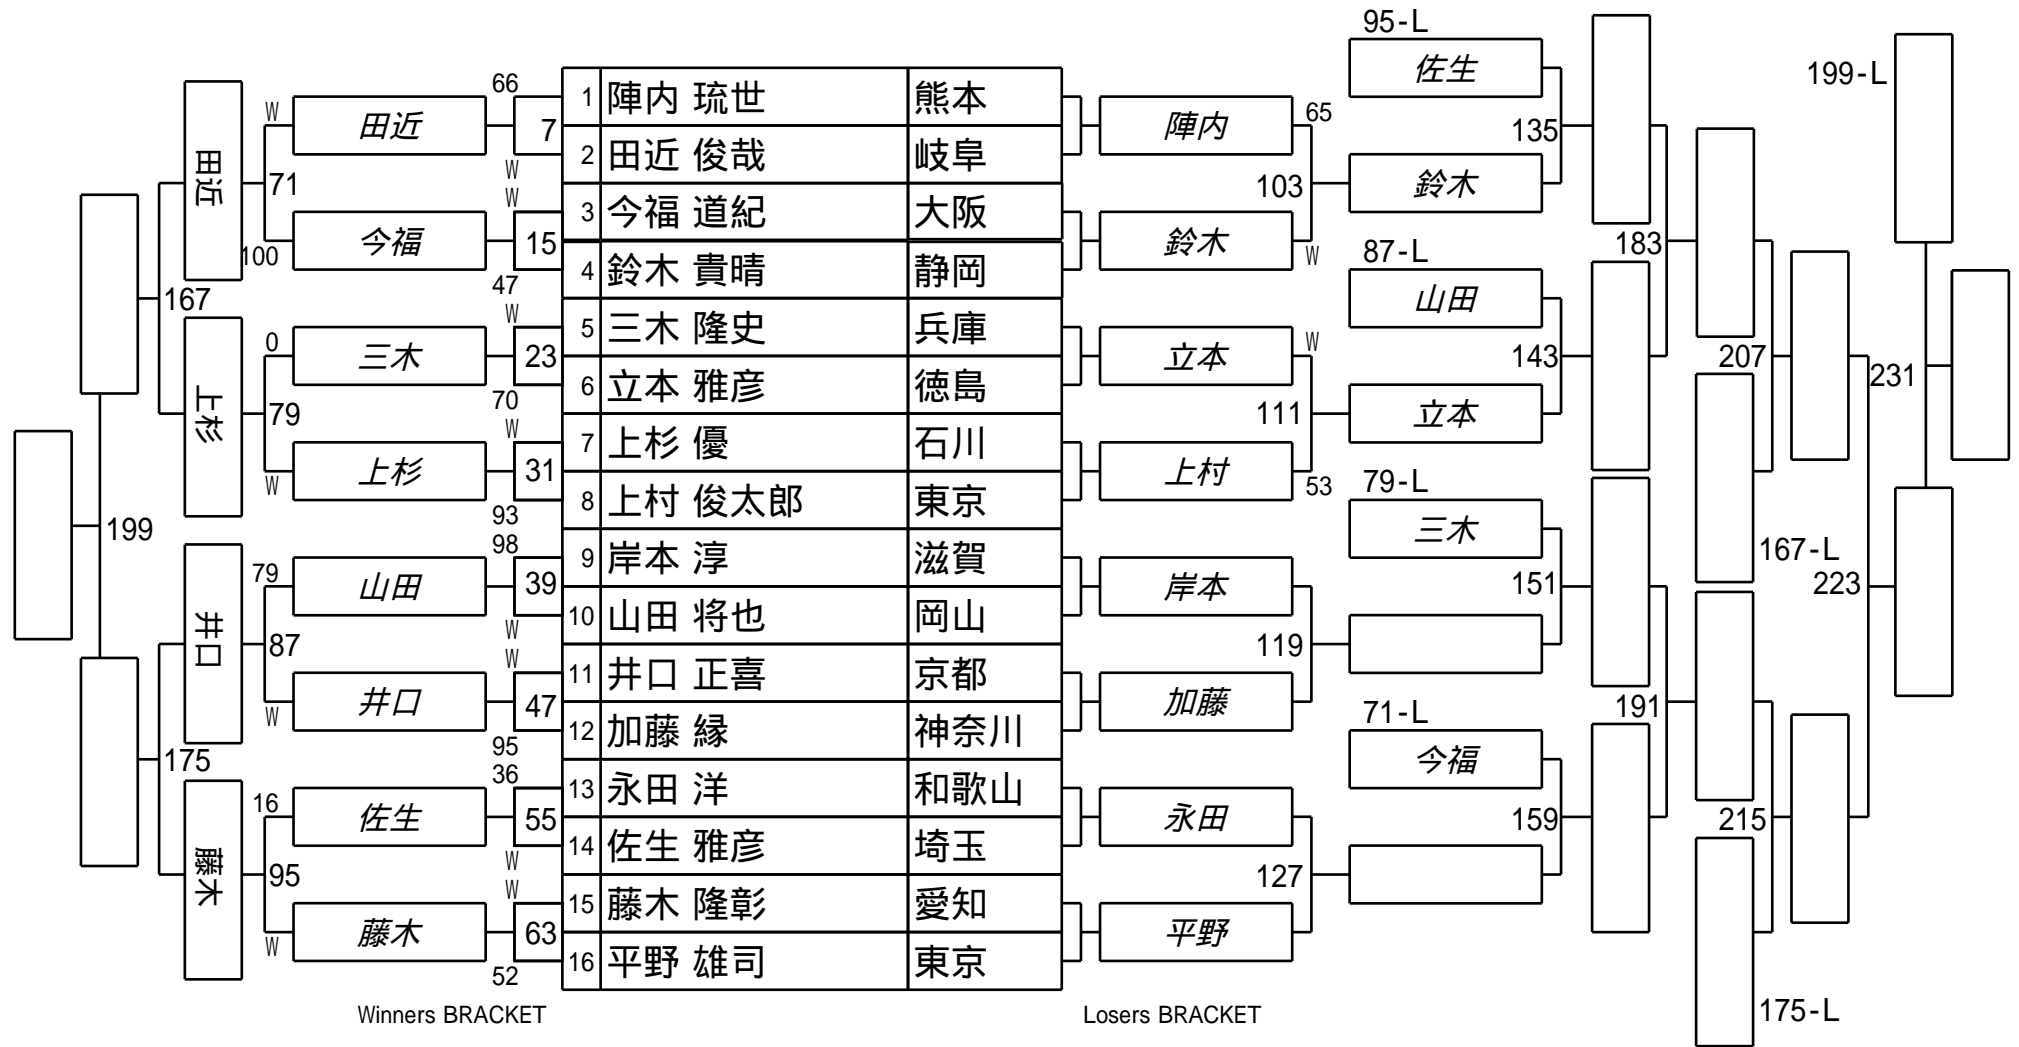 95-L
佐生
199-L
66
1 陣内 琉世 熊本
W 田近 7 陣内 65
135
2 田近 俊哉 岐阜
W
田近
71
103
鈴木
W
3 今福 道紀 大阪
100 今福 15 鈴木 W
183
87-L
4 鈴木 貴晴 静岡
47
167
山田
W
5 三木 隆史 兵庫
0 三木 23 立本 W
143
207
231
6 立本 雅彦 徳島
70
上杉
79
111
立本
W
7 上杉 優 石川
W 上杉 31 上村 53
79-L
8 上村 俊太郎 東京
93
199
三木
167-L
98
9 岸本 淳 滋賀
79 山田 39 岸本
151
223
10 山田 将也 岡山
W
井口
87
119
W
11 井口 正喜 京都
W 井口 47 加藤
71-L
191
12 加藤 縁 神奈川
95
175
今福
36
13 永田 洋 和歌山
16 佐生 55 永田
159
215
14 佐生 雅彦 埼玉
W
藤木
95
127
W
15 藤木 隆彰 愛知
W 藤木 63 平野
16 平野 雄司 東京
52
175-L
Winners BRACKET
Losers BRACKET